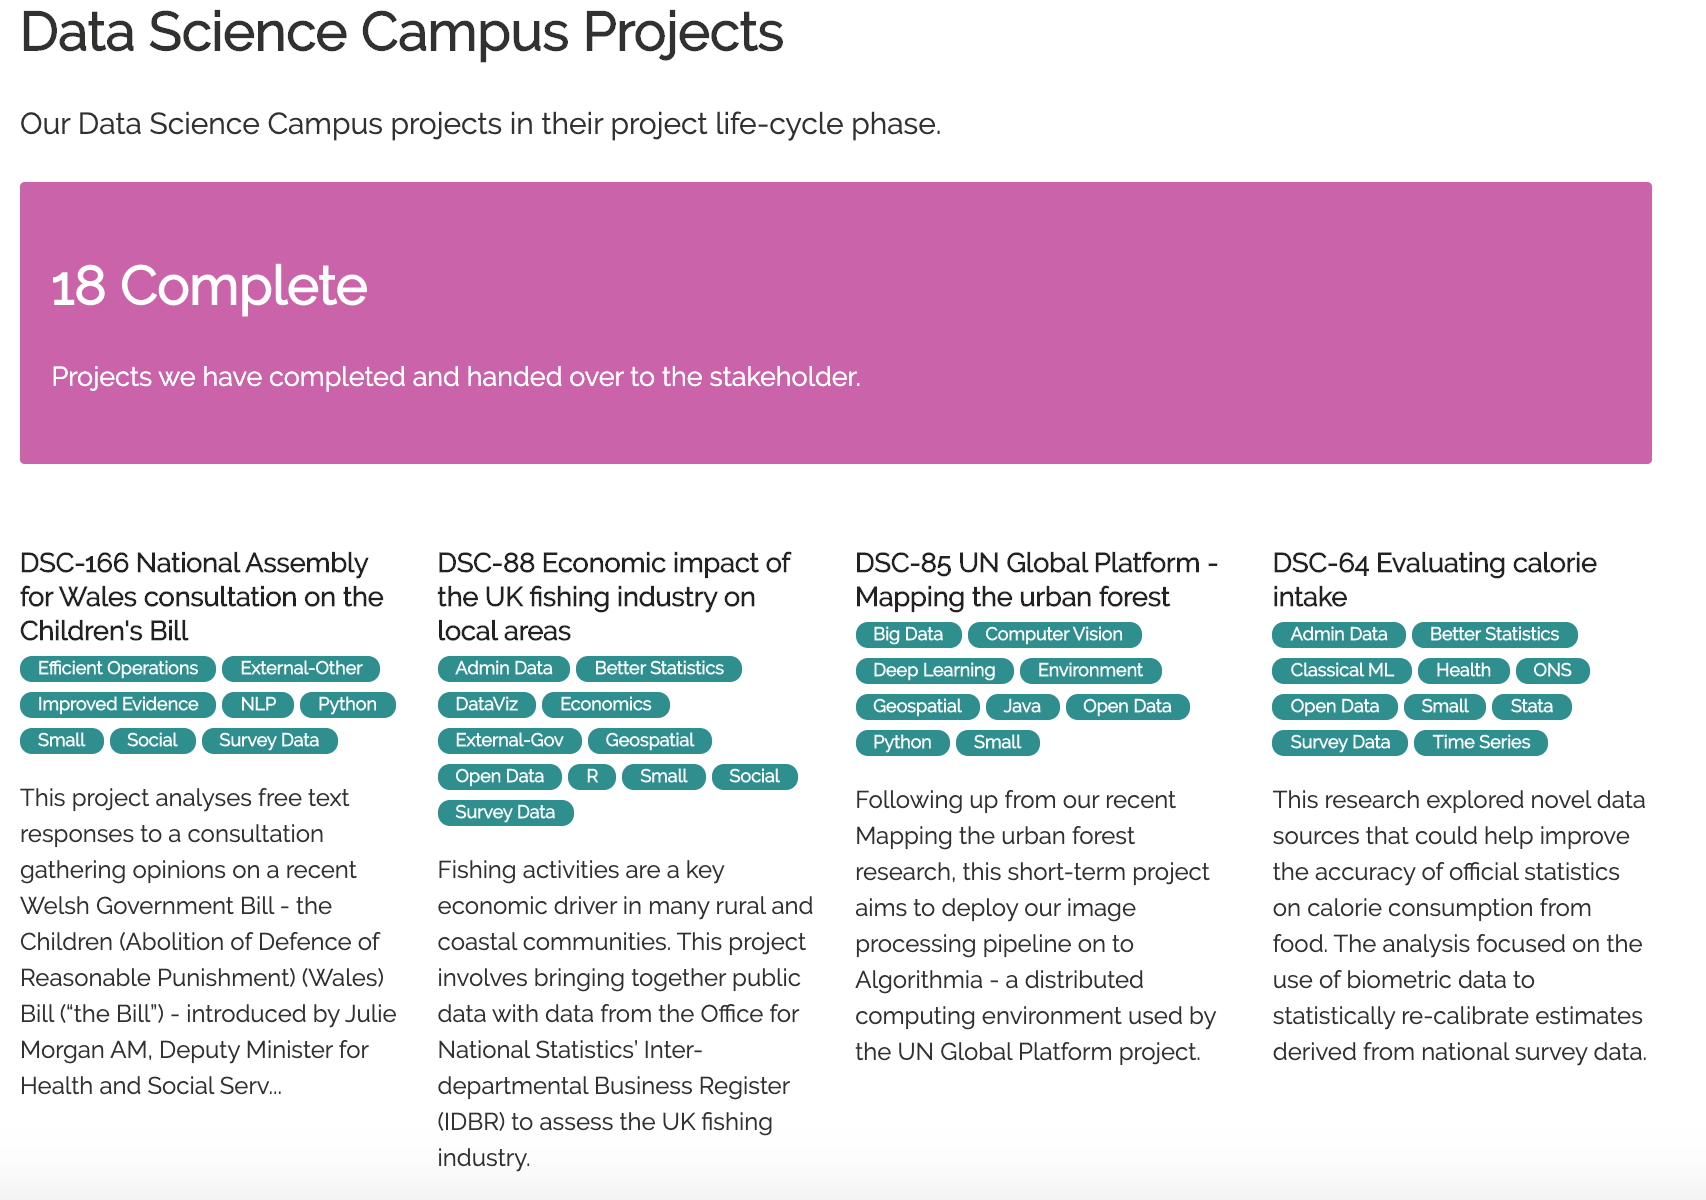 Data Science Campus Projects
Our Data Science Campus projects in their project life-cycle phase.
18 Complete
Projects we have completed and handed over to the stakeholder.
DSC-166 National Assembly
for Wales consultation on the
Children's Bill
Efficient Operations External-Other
Improved Evidence NLP Python
Small Social Survey Data
This project analyses free text
responses to a consultation
gathering opinions on a recent
Welsh Government Bill - the
Children (Abolition of Defence of
Reasonable Punishment) (Wales)
Bill (“the Bill”) - introduced by Julie
Morgan AM, Deputy Minister for
Health and Social Serv...
DSC-88 Economic impact of
the UK fishing industry on
local areas
Admin Data Better Statistics
DataViz Economics
External-Gov Geospatial
Open Data R Small Social
Survey Data
Fishing activities are a key
economic driver in many rural and
coastal communities. This project
involves bringing together public
data with data from the Office for
National Statistics’ Inter-
departmental Business Register
(IDBR) to assess the UK fishing
industry.
DSC-85 UN Global Platform -
Mapping the urban forest
Big Data Computer Vision
Deep Learning Environment
Geospatial Java Open Data
Python Small
Following up from our recent
Mapping the urban forest
research, this short-term project
aims to deploy our image
processing pipeline on to
Algorithmia - a distributed
computing environment used by
the UN Global Platform project.
DSC-64 Evaluating calorie
intake
Admin Data Better Statistics
Classical ML Health ONS
Open Data Small Stata
Survey Data Time Series
This research explored novel data
sources that could help improve
the accuracy of official statistics
on calorie consumption from
food. The analysis focused on the
use of biometric data to
statistically re-calibrate estimates
derived from national survey data.